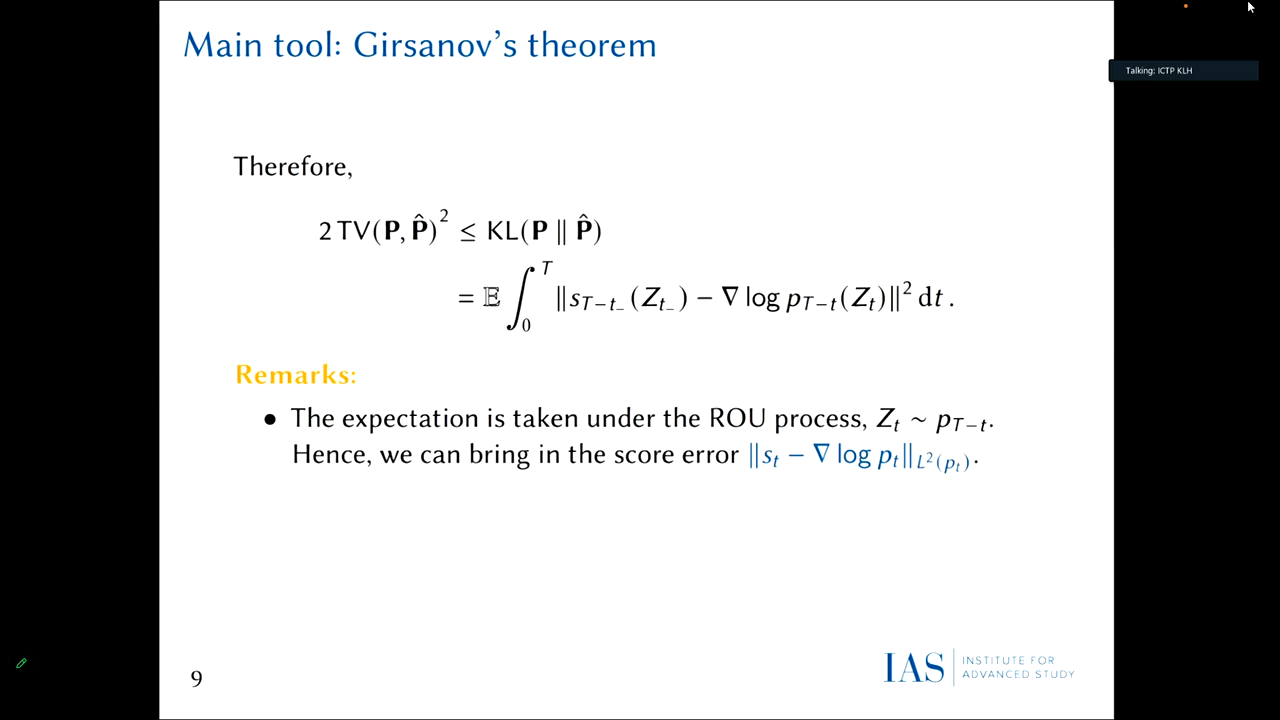 Main tool: Girsanov's theorem
Talking: ICTP KLH
Therefore,
2 TV(P, P̂)² ≤ KL(P ∥ P̂)
= 𝔼 ∫₀ᵀ ‖s_{T−t_−}(Z_{t_−}) − ∇ log p_{T−t}(Z_t)‖² dt .
Remarks:
• The expectation is taken under the ROU process, Z_t ∼ p_{T−t}.
Hence, we can bring in the score error ‖s_t − ∇ log p_t‖_{L²(p_t)}.
9
IAS INSTITUTE FOR
ADVANCED STUDY